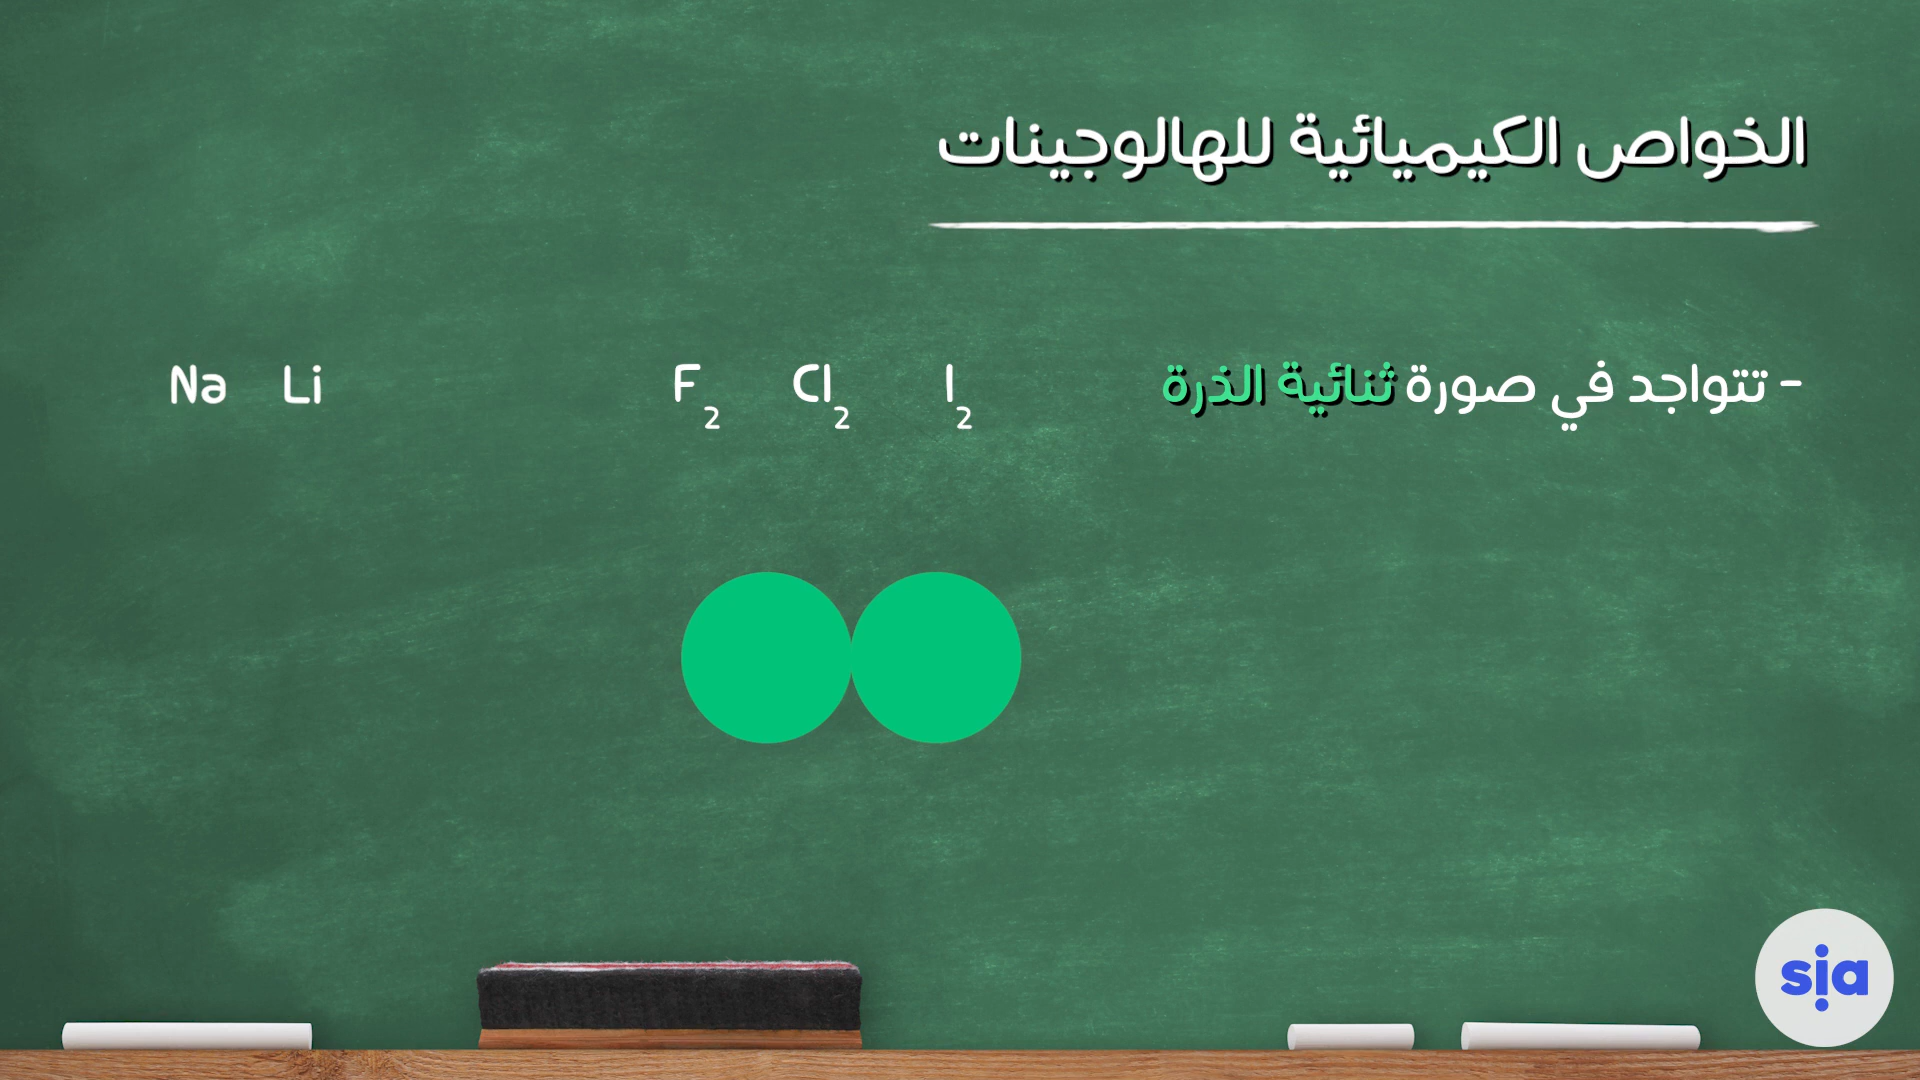 الخواص الكيميائية للهالوجينات
- تتواجد في صورة ثنائية الذرة
F2 Cl2 I2
Na Li
sia